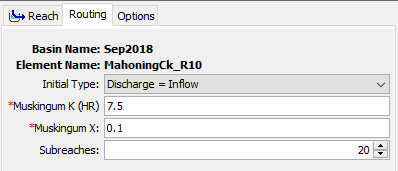 Reach Routing Options
Basin Name: Sep2018
Element Name: MahoningCk_R10
Initial Type: Discharge = Inflow
*Muskingum K (HR) 7.5
*Muskingum X: 0.1
Subreaches: 20